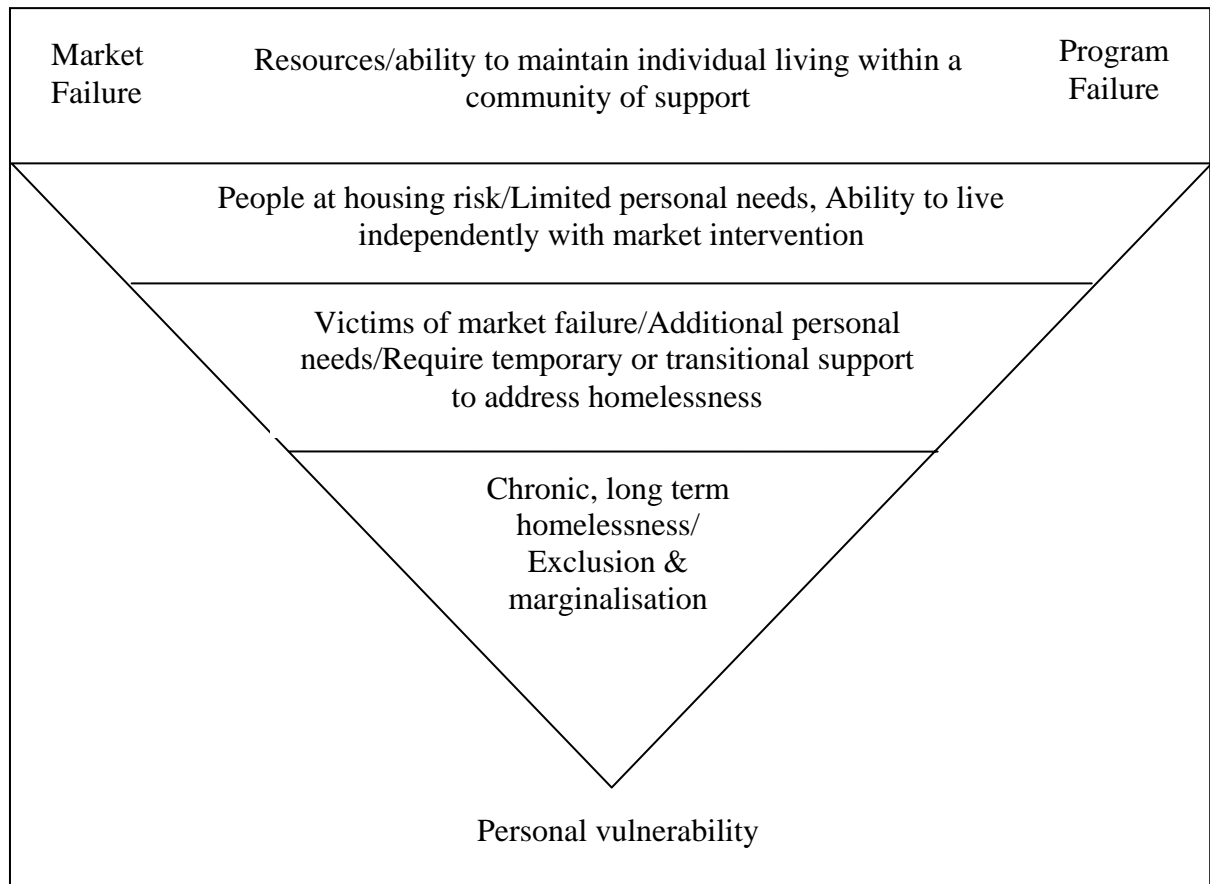 Market
Failure
Resources/ability to maintain individual living within a
community of support
Program
Failure
People at housing risk/Limited personal needs, Ability to live
independently with market intervention
Victims of market failure/Additional personal
needs/Require temporary or transitional support
to address homelessness
Chronic, long term
homelessness/
Exclusion &
marginalisation
Personal vulnerability